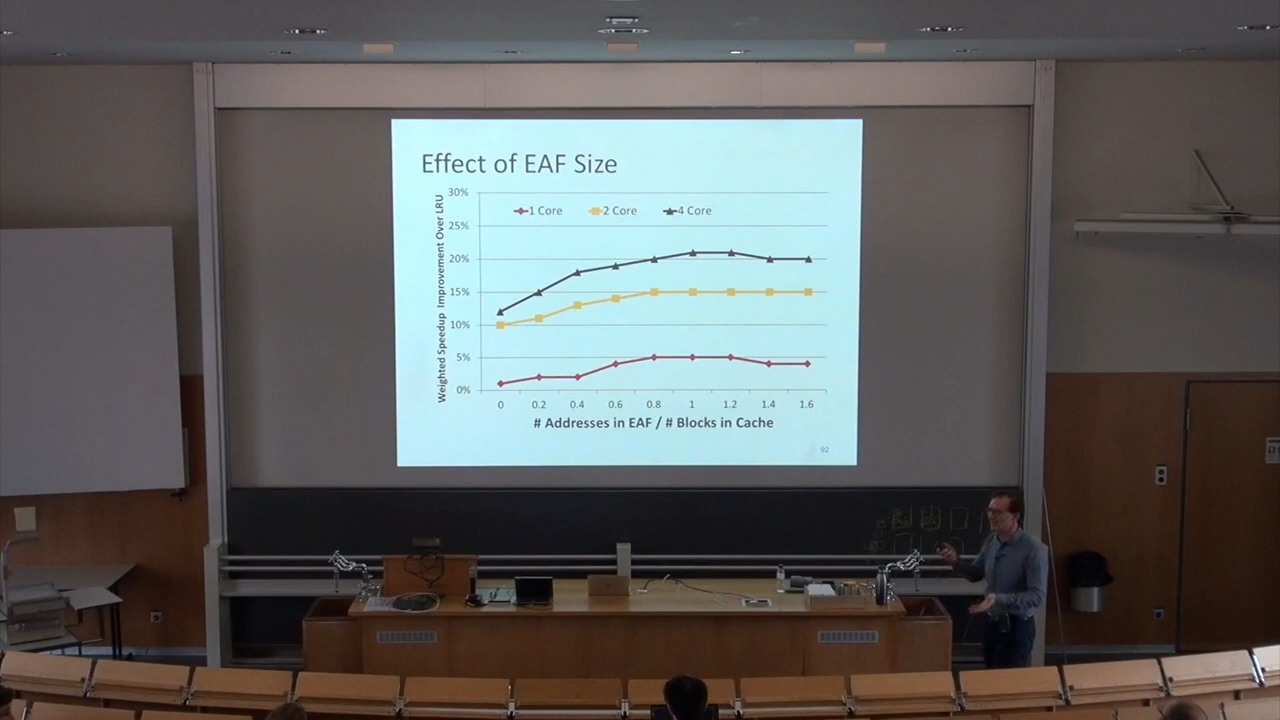 Effect of EAF Size
Weighted Speedup Improvement Over LRU
30%
25%
20%
15%
10%
5%
0%
1 Core
2 Core
4 Core
0 0.2 0.4 0.6 0.8 1 1.2 1.4 1.6
# Addresses in EAF / # Blocks in Cache
92